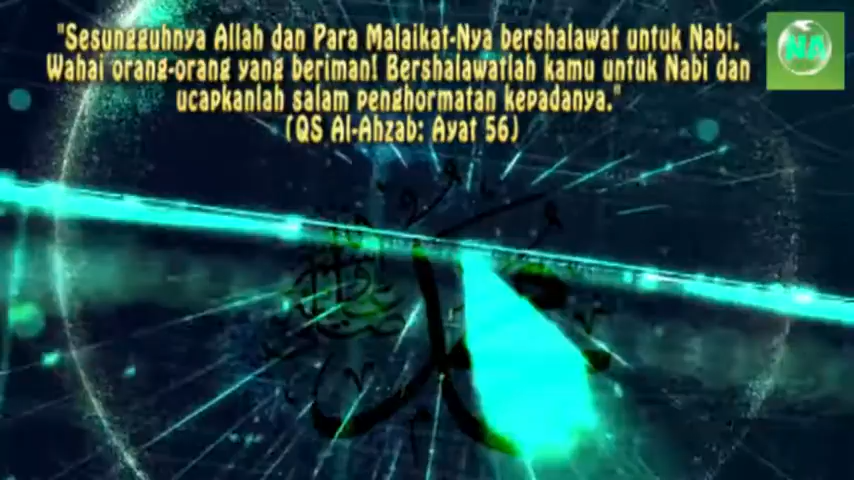 "Sesungguhnya Allah dan Para Malaikat-Nya bershalawat untuk Nabi.
Wahai orang-orang yang beriman! Bershalawatlah kamu untuk Nabi dan
ucapkanlah salam penghormatan kepadanya."
(QS Al-Ahzab: Ayat 56)
NA